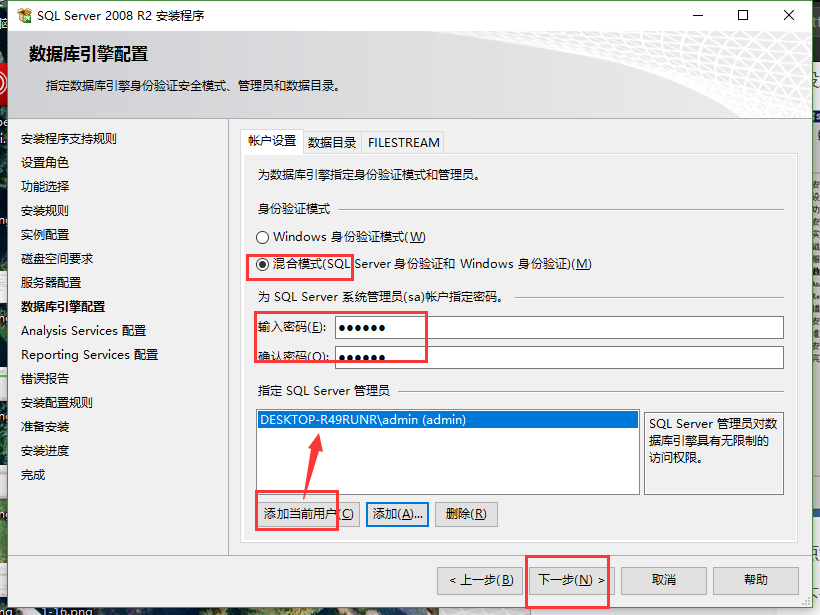 SQL Server 2008 R2 安装程序
数据库引擎配置
指定数据库引擎身份验证安全模式、管理员和数据目录。
安装程序支持规则
设置角色
功能选择
安装规则
实例配置
磁盘空间要求
服务器配置
数据库引擎配置
Analysis Services 配置
Reporting Services 配置
错误报告
安装配置规则
准备安装
安装进度
完成
帐户设置 数据目录 FILESTREAM
为数据库引擎指定身份验证模式和管理员。
身份验证模式
Windows 身份验证模式(W)
混合模式(SQL Server 身份验证和 Windows 身份验证)(M)
为 SQL Server 系统管理员(sa)帐户指定密码。
输入密码(E): ●●●●●●
确认密码(O): ●●●●●●
指定 SQL Server 管理员
DESKTOP-R49RUNR\admin (admin)
SQL Server 管理员对数
据库引擎具有无限制的
访问权限。
添加当前用户(C) 添加(A)... 删除(R)
< 上一步(B) 下一步(N) > 取消 帮助
1-16.png